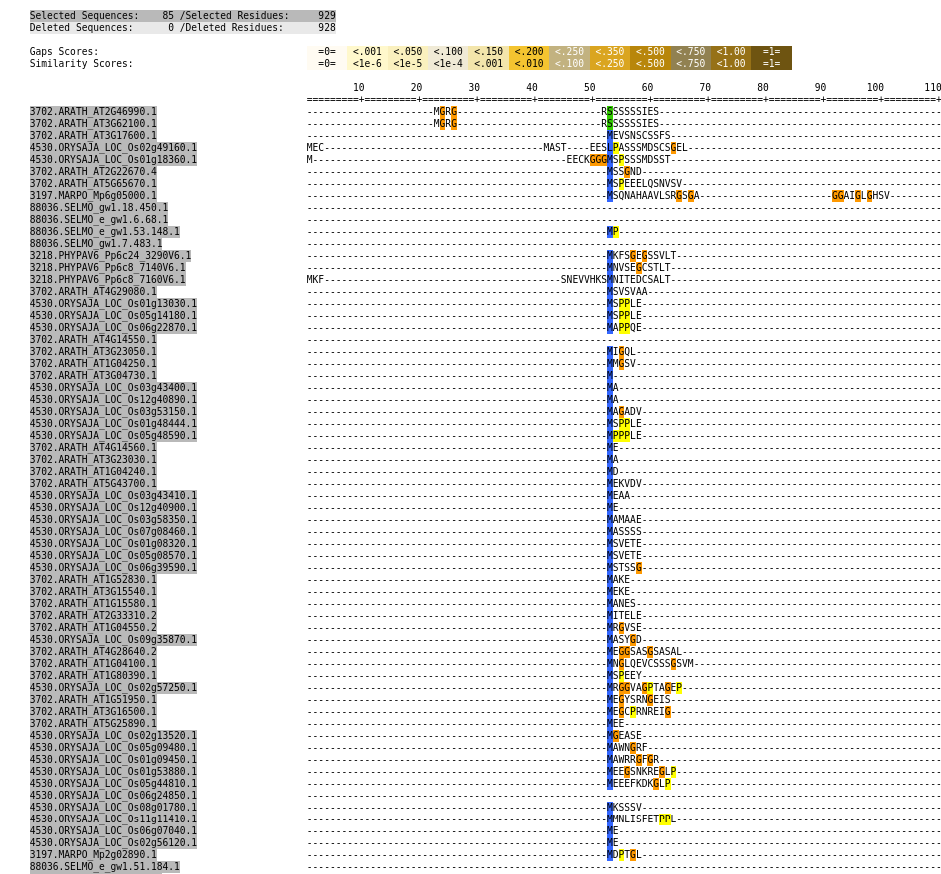 Selected Sequences:    85 /Selected Residues:     929
Deleted Sequences:      0 /Deleted Residues:      928
Gaps Scores: =0= <.001 <.050 <.100 <.150 <.200 <.250 <.350 <.500 <.750 <1.00 =1=
Similarity Scores: =0= <1e-6 <1e-5 <1e-4 <.001 <.010 <.100 <.250 <.500 <.750 <1.00 =1=
10 20 30 40 50 60 70 80 90 100 110
=========+=========+=========+=========+=========+=========+=========+=========+=========+=========+=========+
3702.ARATH_AT2G46990.1 ----------------------MGRG-------------------------RSSSSSSIES-------------------------------------------------
3702.ARATH_AT3G62100.1 ----------------------MGRG-------------------------RSSSSSSIES-------------------------------------------------
3702.ARATH_AT3G17600.1 ----------------------------------------------------MEVSNSCSSFS-----------------------------------------------
4530.ORYSAJA_LOC_Os02g49160.1 MEC--------------------------------------MAST----EESLPASSSMDSCSGEL--------------------------------------------
4530.ORYSAJA_LOC_Os01g18360.1 M--------------------------------------------EECKGGGMSPSSSMDSST-----------------------------------------------
3702.ARATH_AT2G22670.4 ----------------------------------------------------MSSGND----------------------------------------------------
3702.ARATH_AT5G65670.1 ----------------------------------------------------MSPEEELQSNVSV---------------------------------------------
3197.MARPO_Mp6g05000.1 ----------------------------------------------------MSQNAHAAVLSRGSGA-----------------------GGAIGLGHSV---------
88036.SELMO_gw1.18.450.1 --------------------------------------------------------------------------------------------------------------
88036.SELMO_e_gw1.6.68.1 --------------------------------------------------------------------------------------------------------------
88036.SELMO_e_gw1.53.148.1 ----------------------------------------------------MP--------------------------------------------------------
88036.SELMO_gw1.7.483.1 --------------------------------------------------------------------------------------------------------------
3218.PHYPAV6_Pp6c24_3290V6.1 ----------------------------------------------------MKFSGEGSSVLT----------------------------------------------
3218.PHYPAV6_Pp6c8_7140V6.1 ----------------------------------------------------MNVSEGCSTLT-----------------------------------------------
3218.PHYPAV6_Pp6c8_7160V6.1 MKF-----------------------------------------SNEVVHKSMNITEDCSALT-----------------------------------------------
3702.ARATH_AT4G29080.1 ----------------------------------------------------MSVSVAA---------------------------------------------------
4530.ORYSAJA_LOC_Os01g13030.1 ----------------------------------------------------MSPPLE----------------------------------------------------
4530.ORYSAJA_LOC_Os05g14180.1 ----------------------------------------------------MSPPLE----------------------------------------------------
4530.ORYSAJA_LOC_Os06g22870.1 ----------------------------------------------------MAPPQE----------------------------------------------------
3702.ARATH_AT4G14550.1 --------------------------------------------------------------------------------------------------------------
3702.ARATH_AT3G23050.1 ----------------------------------------------------MIGQL-----------------------------------------------------
3702.ARATH_AT1G04250.1 ----------------------------------------------------MMGSV-----------------------------------------------------
3702.ARATH_AT3G04730.1 ----------------------------------------------------M---------------------------------------------------------
4530.ORYSAJA_LOC_Os03g43400.1 ----------------------------------------------------MA--------------------------------------------------------
4530.ORYSAJA_LOC_Os12g40890.1 ----------------------------------------------------MA--------------------------------------------------------
4530.ORYSAJA_LOC_Os03g53150.1 ----------------------------------------------------MAGADV----------------------------------------------------
4530.ORYSAJA_LOC_Os01g48444.1 ----------------------------------------------------MSPPLE----------------------------------------------------
4530.ORYSAJA_LOC_Os05g48590.1 ----------------------------------------------------MPPPLE----------------------------------------------------
3702.ARATH_AT4G14560.1 ----------------------------------------------------ME--------------------------------------------------------
3702.ARATH_AT3G23030.1 ----------------------------------------------------MA--------------------------------------------------------
3702.ARATH_AT1G04240.1 ----------------------------------------------------MD--------------------------------------------------------
3702.ARATH_AT5G43700.1 ----------------------------------------------------MEKVDV----------------------------------------------------
4530.ORYSAJA_LOC_Os03g43410.1 ----------------------------------------------------MEAA------------------------------------------------------
4530.ORYSAJA_LOC_Os12g40900.1 ----------------------------------------------------ME--------------------------------------------------------
4530.ORYSAJA_LOC_Os03g58350.1 ----------------------------------------------------MAMAAE----------------------------------------------------
4530.ORYSAJA_LOC_Os07g08460.1 ----------------------------------------------------MASSSS----------------------------------------------------
4530.ORYSAJA_LOC_Os01g08320.1 ----------------------------------------------------MSVETE----------------------------------------------------
4530.ORYSAJA_LOC_Os05g08570.1 ----------------------------------------------------MSVETE----------------------------------------------------
4530.ORYSAJA_LOC_Os06g39590.1 ----------------------------------------------------MSTSSG----------------------------------------------------
3702.ARATH_AT1G52830.1 ----------------------------------------------------MAKE------------------------------------------------------
3702.ARATH_AT3G15540.1 ----------------------------------------------------MEKE------------------------------------------------------
3702.ARATH_AT1G15580.1 ----------------------------------------------------MANES-----------------------------------------------------
3702.ARATH_AT2G33310.2 ----------------------------------------------------MITELE----------------------------------------------------
3702.ARATH_AT1G04550.2 ----------------------------------------------------MRGVSE----------------------------------------------------
4530.ORYSAJA_LOC_Os09g35870.1 ----------------------------------------------------MASYGD----------------------------------------------------
3702.ARATH_AT4G28640.2 ----------------------------------------------------MEGGSASGSASAL---------------------------------------------
3702.ARATH_AT1G04100.1 ----------------------------------------------------MNGLQEVCSSSGSVM-------------------------------------------
3702.ARATH_AT1G80390.1 ----------------------------------------------------MSPEEY----------------------------------------------------
4530.ORYSAJA_LOC_Os02g57250.1 ----------------------------------------------------MRGGVAGPTAGEP---------------------------------------------
3702.ARATH_AT1G51950.1 ----------------------------------------------------MEGYSRNGEIS-----------------------------------------------
3702.ARATH_AT3G16500.1 ----------------------------------------------------MEGCPRNREIG-----------------------------------------------
3702.ARATH_AT5G25890.1 ----------------------------------------------------MEE-------------------------------------------------------
4530.ORYSAJA_LOC_Os02g13520.1 ----------------------------------------------------MGEASE----------------------------------------------------
4530.ORYSAJA_LOC_Os05g09480.1 ----------------------------------------------------MAWNGRF---------------------------------------------------
4530.ORYSAJA_LOC_Os01g09450.1 ----------------------------------------------------MAWRRGFGR-------------------------------------------------
4530.ORYSAJA_LOC_Os01g53880.1 ----------------------------------------------------MEEGSNKREGLP----------------------------------------------
4530.ORYSAJA_LOC_Os05g44810.1 ----------------------------------------------------MEEEFKDKGLP-----------------------------------------------
4530.ORYSAJA_LOC_Os06g24850.1 --------------------------------------------------------------------------------------------------------------
4530.ORYSAJA_LOC_Os08g01780.1 ----------------------------------------------------MKSSSV----------------------------------------------------
4530.ORYSAJA_LOC_Os11g11410.1 ----------------------------------------------------MMNLISFETPPL----------------------------------------------
4530.ORYSAJA_LOC_Os06g07040.1 ----------------------------------------------------ME--------------------------------------------------------
4530.ORYSAJA_LOC_Os02g56120.1 ----------------------------------------------------ME--------------------------------------------------------
3197.MARPO_Mp2g02890.1 ----------------------------------------------------MDPTGL----------------------------------------------------
88036.SELMO_e_gw1.51.184.1 --------------------------------------------------------------------------------------------------------------